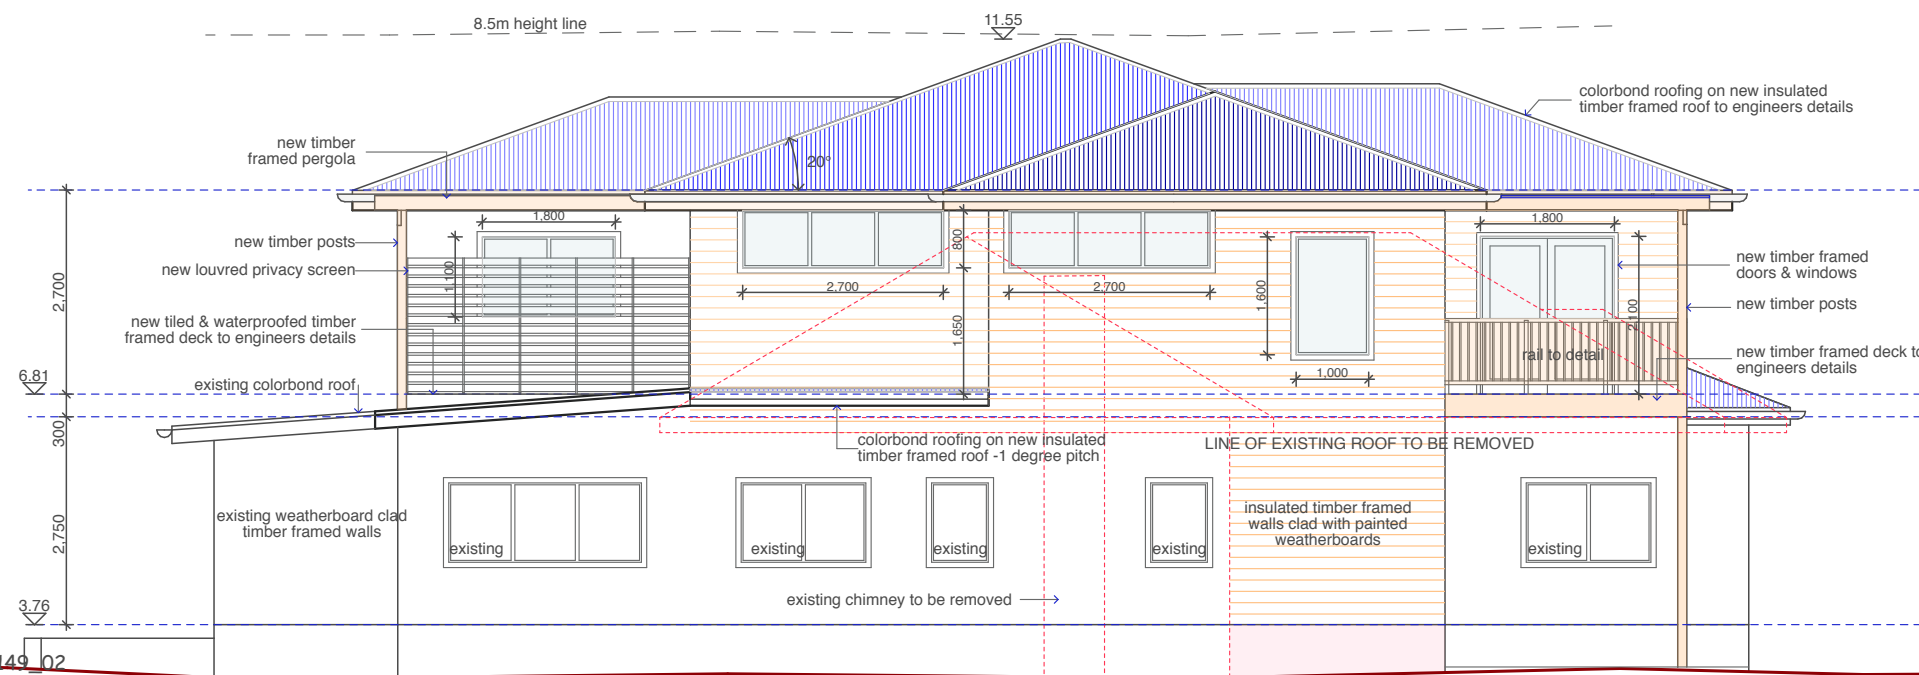 8.5m height line
11.55
colorbond roofing on new insulated
timber framed roof to engineers details
new timber
framed pergola
20°
1,800
1,800
new timber posts
new louvred privacy screen
1,100
800
2,700
2,700
1,600
2,100
new timber framed
doors & windows
new timber posts
2,700
new tiled & waterproofed timber
framed deck to engineers details
1,650
rail to detail
new timber framed deck to
engineers details
6.81
existing colorbond roof
1,000
300
colorbond roofing on new insulated
timber framed roof -1 degree pitch
LINE OF EXISTING ROOF TO BE REMOVED
2,750
existing weatherboard clad
timber framed walls
insulated timber framed
walls clad with painted
weatherboards
existing
existing
existing
existing
existing
existing chimney to be removed
3.76
149_02